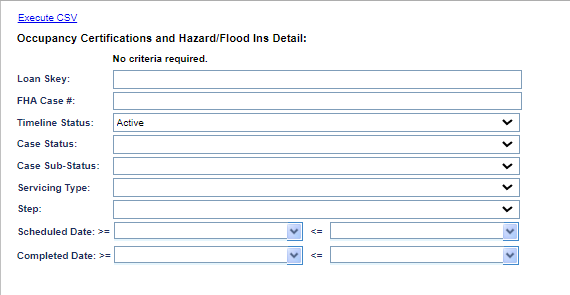 Execute CSV
Occupancy Certifications and Hazard/Flood Ins Detail:
No criteria required.
Loan Skey:
FHA Case #:
Timeline Status: Active
Case Status:
Case Sub-Status:
Servicing Type:
Step:
Scheduled Date: >= <=
Completed Date: >= <=